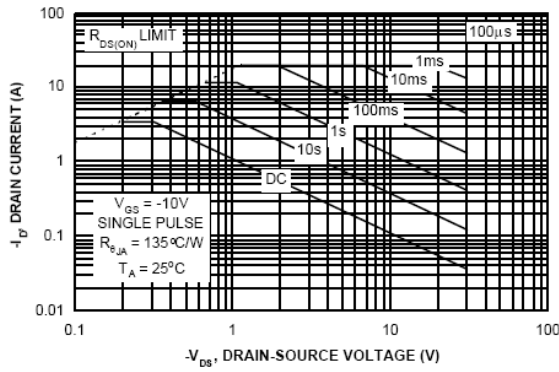 100
10
1
0.1
0.01
-I_D, DRAIN CURRENT (A)
R_DS(ON) LIMIT
100µs
1ms
10ms
100ms
1s
10s
DC
V_GS = -10V
SINGLE PULSE
R_θJA = 135°C/W
T_A = 25°C
0.1
1
10
100
-V_DS, DRAIN-SOURCE VOLTAGE (V)